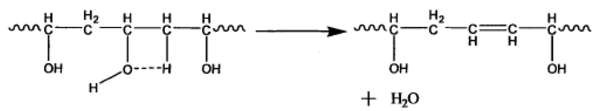 H H₂ H H H H H₂ H H
OH H O H OH OH H OH
+ H₂O